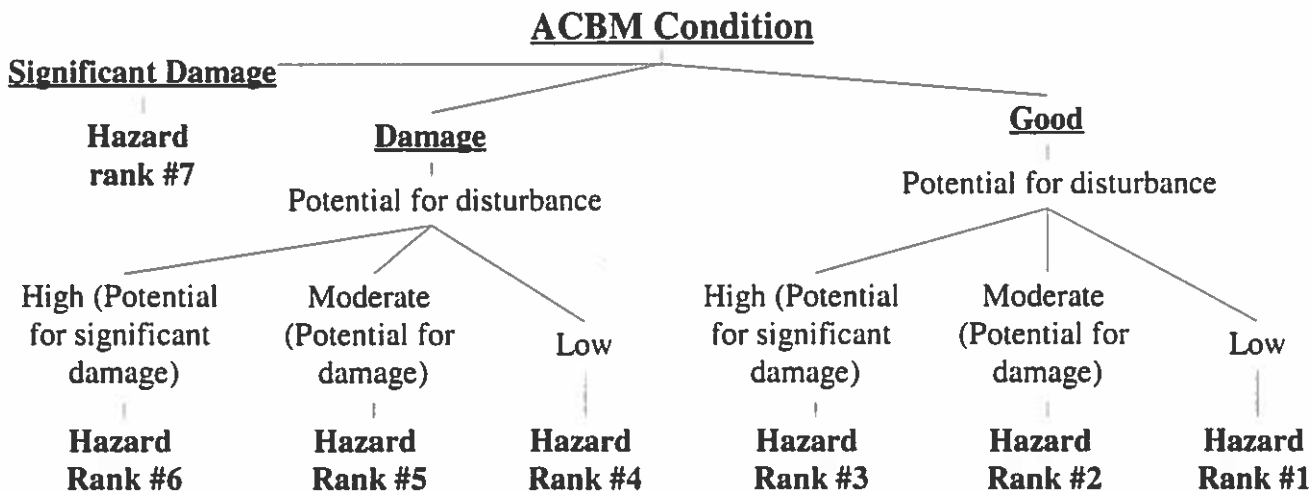 ACBM Condition
Significant Damage
Hazard
rank #7
Damage
Potential for disturbance
High (Potential
for significant
damage)
Hazard
Rank #6
Moderate
(Potential for
damage)
Hazard
Rank #5
Low
Hazard
Rank #4
Good
Potential for disturbance
High (Potential
for significant
damage)
Hazard
Rank #3
Moderate
(Potential for
damage)
Hazard
Rank #2
Low
Hazard
Rank #1